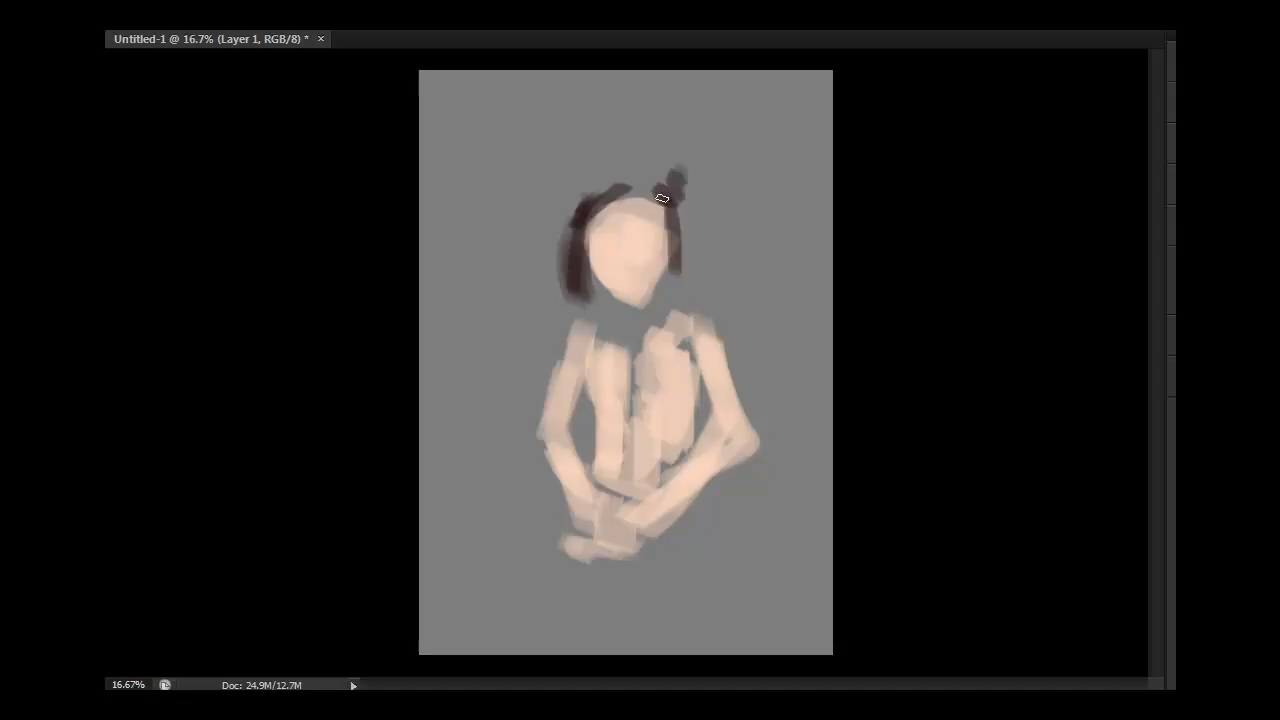 Untitled-1 @ 16.7% (Layer 1, RGB/8) * ×
16.67% Doc: 24.9M/12.7M